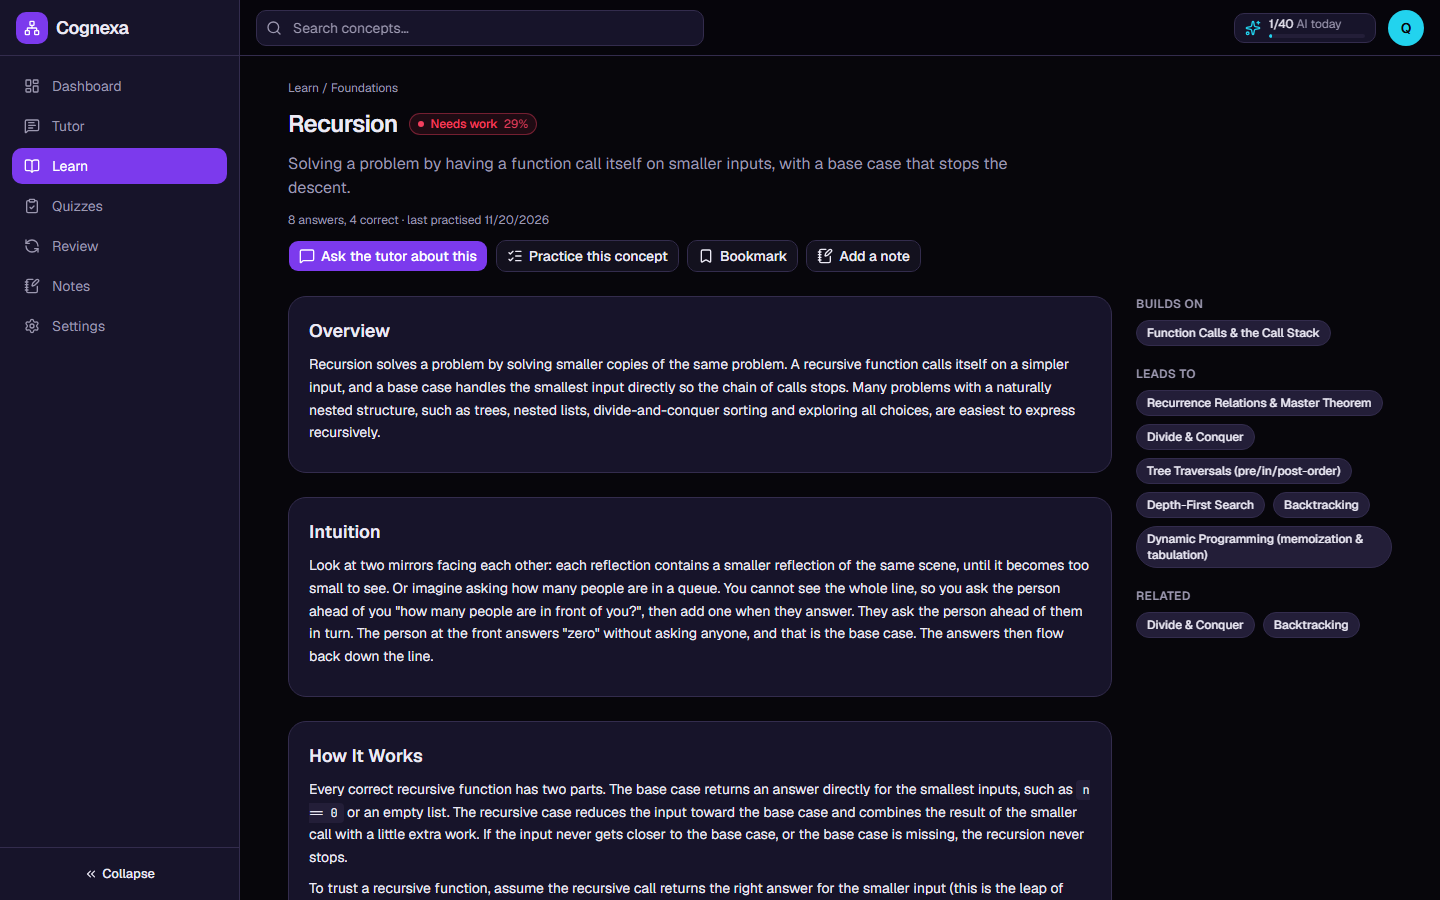 Cognexa
Search concepts...
1/40 AI today
Q
Dashboard
Tutor
Learn
Quizzes
Review
Notes
Settings
Collapse
Learn / Foundations
Recursion
Needs work 29%
Solving a problem by having a function call itself on smaller inputs, with a base case that stops the
descent.
8 answers, 4 correct · last practised 11/20/2026
Ask the tutor about this
Practice this concept
Bookmark
Add a note
Overview
Recursion solves a problem by solving smaller copies of the same problem. A recursive function calls itself on a simpler
input, and a base case handles the smallest input directly so the chain of calls stops. Many problems with a naturally
nested structure, such as trees, nested lists, divide-and-conquer sorting and exploring all choices, are easiest to express
recursively.
Intuition
Look at two mirrors facing each other: each reflection contains a smaller reflection of the same scene, until it becomes too
small to see. Or imagine asking how many people are in a queue. You cannot see the whole line, so you ask the person
ahead of you "how many people are in front of you?", then add one when they answer. They ask the person ahead of them
in turn. The person at the front answers "zero" without asking anyone, and that is the base case. The answers then flow
back down the line.
How It Works
Every correct recursive function has two parts. The base case returns an answer directly for the smallest inputs, such as n
== 0 or an empty list. The recursive case reduces the input toward the base case and combines the result of the smaller
call with a little extra work. If the input never gets closer to the base case, or the base case is missing, the recursion never
stops.
To trust a recursive function, assume the recursive call returns the right answer for the smaller input (this is the leap of
BUILDS ON
Function Calls & the Call Stack
LEADS TO
Recurrence Relations & Master Theorem
Divide & Conquer
Tree Traversals (pre/in/post-order)
Depth-First Search
Backtracking
Dynamic Programming (memoization &
tabulation)
RELATED
Divide & Conquer
Backtracking